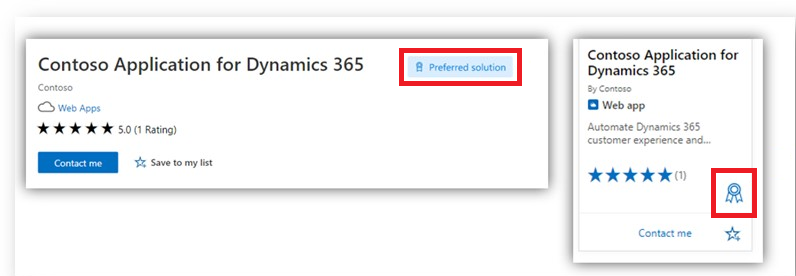 Contoso Application for Dynamics 365
Preferred solution
Contoso
Web Apps
5.0 (1 Rating)
Contact me
Save to my list
Contoso Application for
Dynamics 365
By Contoso
Web app
Automate Dynamics 365
customer experience and...
(1)
Contact me